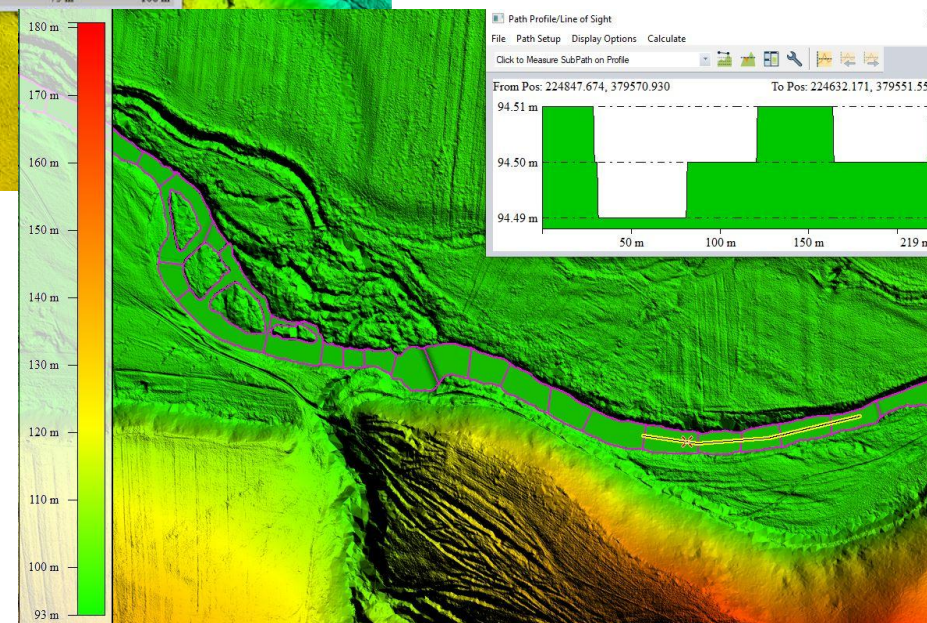 180 m
170 m
160 m
150 m
140 m
130 m
120 m
110 m
100 m
93 m
Path Profile/Line of Sight
File Path Setup Display Options Calculate
Click to Measure SubPath on Profile
From Pos: 224847.674, 379570.930 To Pos: 224632.171, 379551.55
94.51 m
94.50 m
94.49 m
50 m 100 m 150 m 219 m